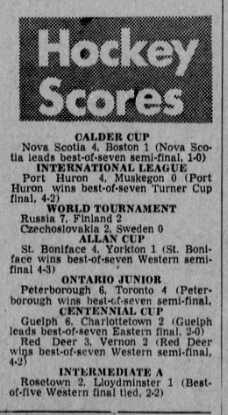 Hockey
Scores
CALDER CUP
Nova Scotia 4, Boston 1 (Nova Sco-
tia leads best-of-seven semi-final, 1-0)
INTERNATIONAL LEAGUE
Port Huron 4, Muskegon 0 (Port
Huron wins best-of-seven Turner Cup
final, 4-2)
WORLD TOURNAMENT
Russia 7, Finland 2
Czechoslovakia 2, Sweden 0
ALLAN CUP
St. Boniface 4, Yorkton 1 (St. Boni-
face wins best-of-seven Western semi-
final 4-3)
ONTARIO JUNIOR
Peterborough 6, Toronto 4 (Peter-
borough wins best-of-seven semi-final,
CENTENNIAL CUP
Guelph 6, Charlottetown 2 (Guelph
leads best-of-seven Eastern final, 2-0)
Red Deer 3, Vernon 2 (Red Deer
wins best-of-seven Western semi-final,
4-2)
INTERMEDIATE A
Rosetown 2, Lloydminster 1 (Best-
of-five Western final tied, 2-2)